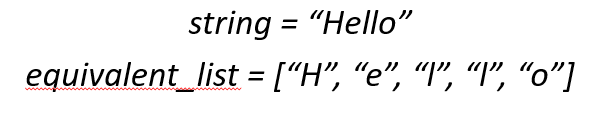 string = “Hello”
equivalent_list = [“H”, “e”, “l”, “l”, “o”]